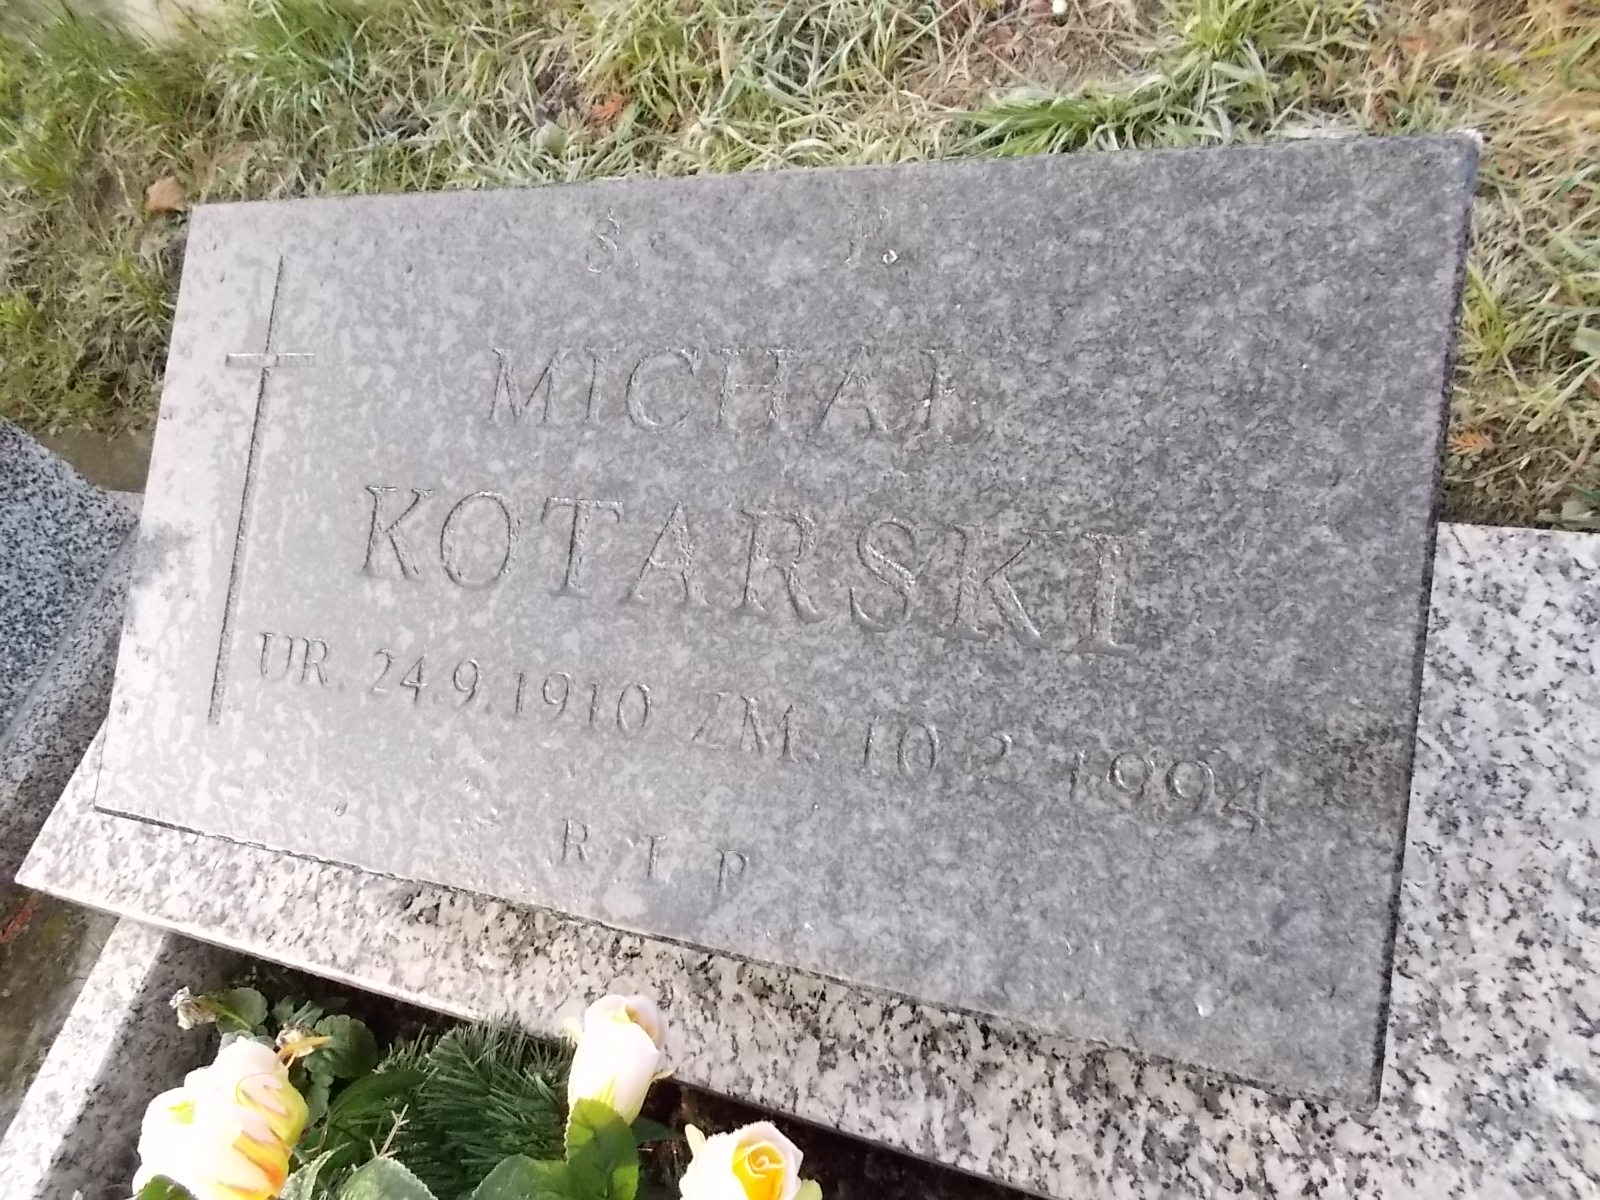 Ś. P.
MICHAŁ
KOTARSKI
UR. 24.9.1910 ZM. 10.2.1994
R I P